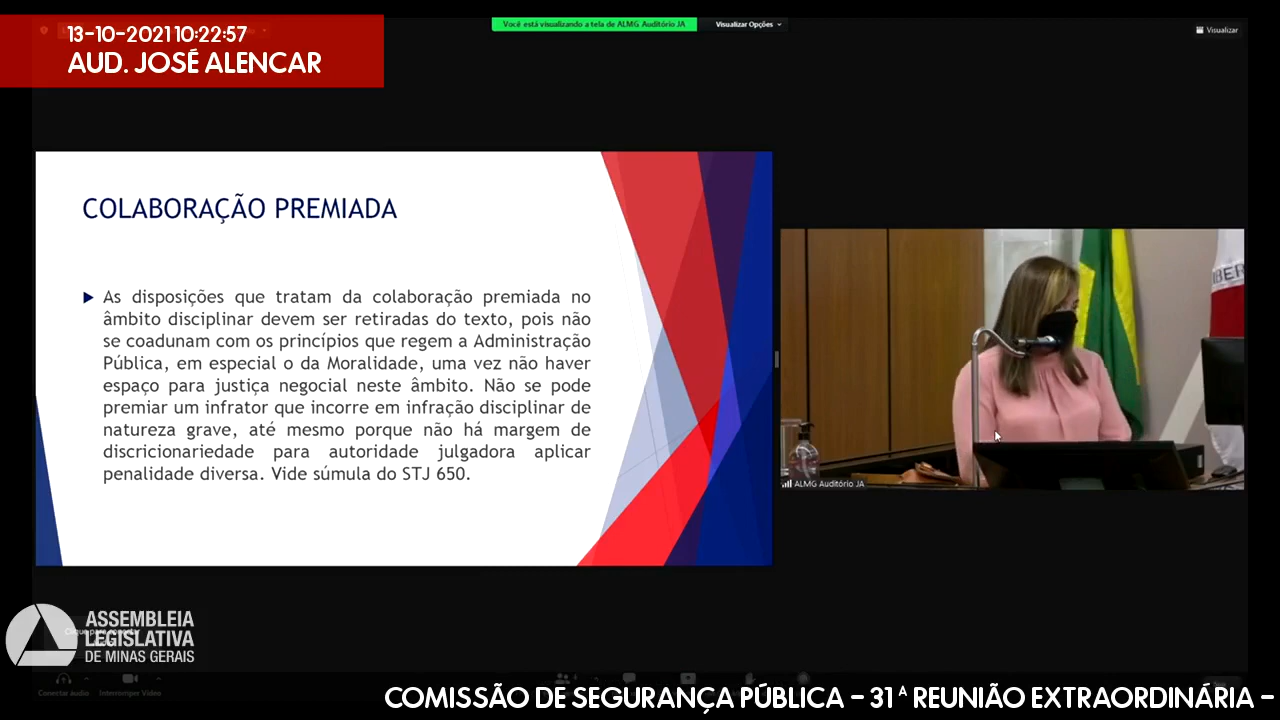 13-10-2021 10:22:57
AUD. JOSÉ ALENCAR
Você está visualizando a tela de ALMG Auditório JA
Visualizar Opções
Visualizar
COLABORAÇÃO PREMIADA
As disposições que tratam da colaboração premiada no
âmbito disciplinar devem ser retiradas do texto, pois não
se coadunam com os princípios que regem a Administração
Pública, em especial o da Moralidade, uma vez não haver
espaço para justiça negocial neste âmbito. Não se pode
premiar um infrator que incorre em infração disciplinar de
natureza grave, até mesmo porque não há margem de
discricionariedade para autoridade julgadora aplicar
penalidade diversa. Vide súmula do STJ 650.
BER
ALMG Auditório JA
ASSEMBLEIA
LEGISLATIVA
DE MINAS GERAIS
Conectar áudio
Interromper Vídeo
COMISSÃO DE SEGURANÇA PÚBLICA – 31ª REUNIÃO EXTRAORDINÁRIA –